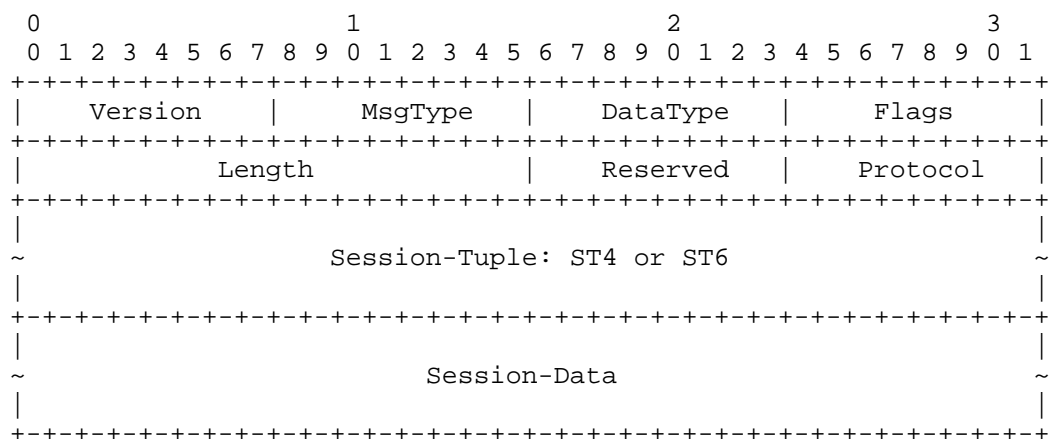 0                   1                   2                   3
 0 1 2 3 4 5 6 7 8 9 0 1 2 3 4 5 6 7 8 9 0 1 2 3 4 5 6 7 8 9 0 1
+-+-+-+-+-+-+-+-+-+-+-+-+-+-+-+-+-+-+-+-+-+-+-+-+-+-+-+-+-+-+-+-+
|    Version    |     MsgType   |    DataType   |     Flags     |
+-+-+-+-+-+-+-+-+-+-+-+-+-+-+-+-+-+-+-+-+-+-+-+-+-+-+-+-+-+-+-+-+
|            Length             |    Reserved   |    Protocol   |
+-+-+-+-+-+-+-+-+-+-+-+-+-+-+-+-+-+-+-+-+-+-+-+-+-+-+-+-+-+-+-+-+
|                                                               |
~                   Session-Tuple: ST4 or ST6                   ~
|                                                               |
+-+-+-+-+-+-+-+-+-+-+-+-+-+-+-+-+-+-+-+-+-+-+-+-+-+-+-+-+-+-+-+-+
|                                                               |
~                         Session-Data                          ~
|                                                               |
+-+-+-+-+-+-+-+-+-+-+-+-+-+-+-+-+-+-+-+-+-+-+-+-+-+-+-+-+-+-+-+-+